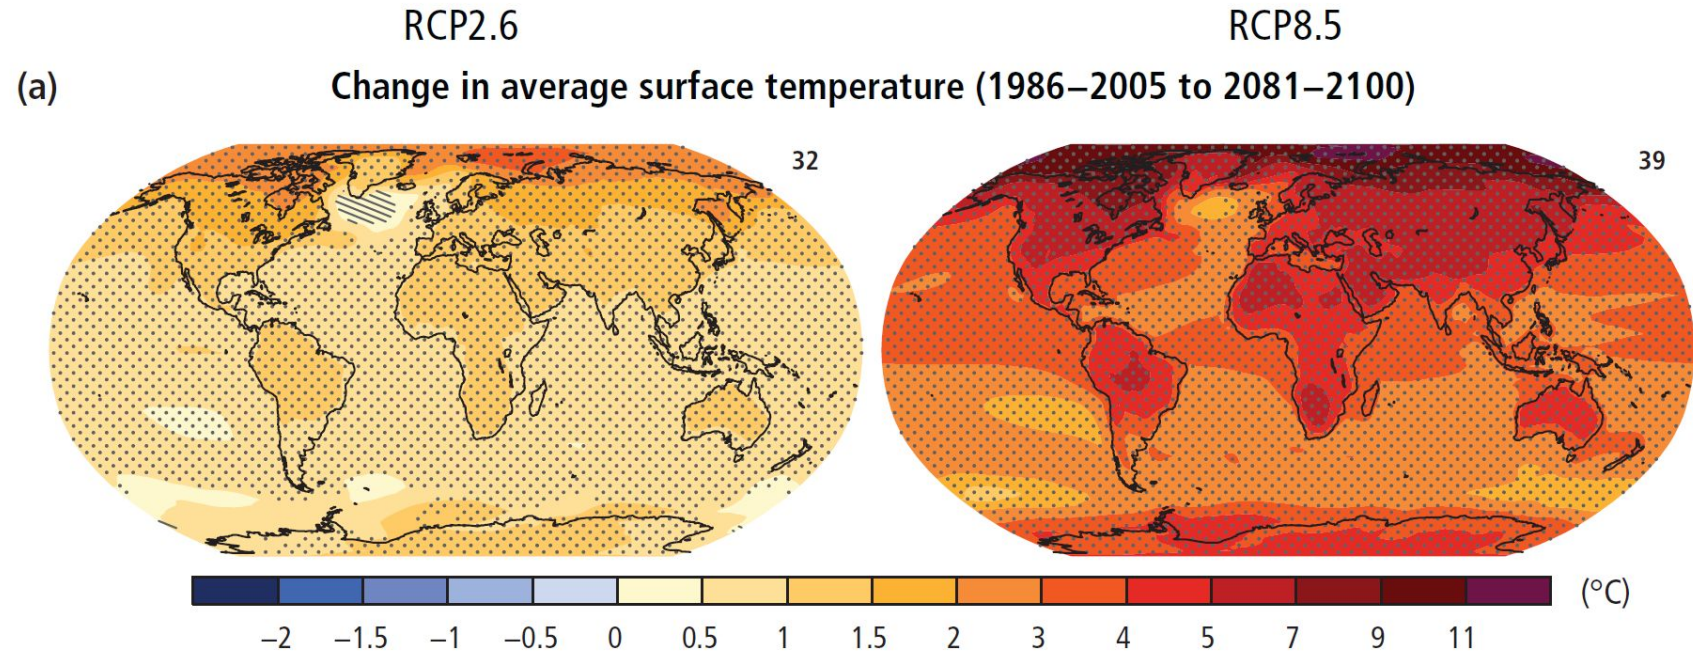 RCP2.6 RCP8.5
(a) Change in average surface temperature (1986–2005 to 2081–2100)
32 39
(°C)
−2 −1.5 −1 −0.5 0 0.5 1 1.5 2 3 4 5 7 9 11